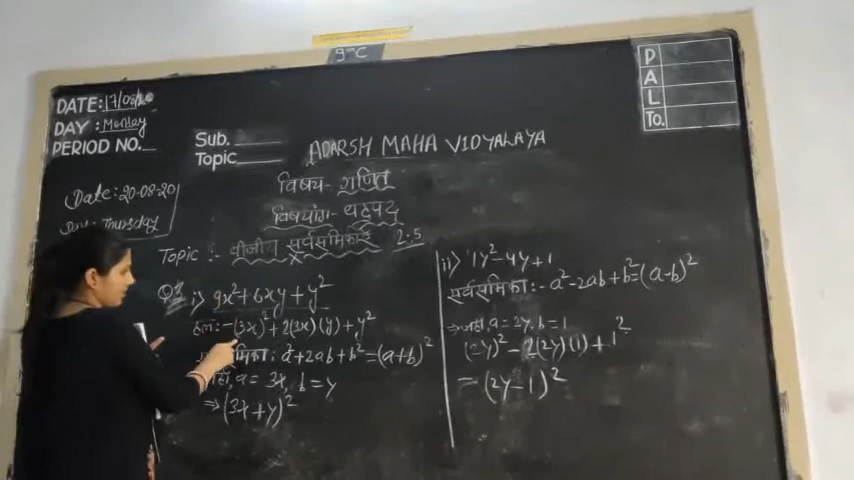 9th C
P
A
L
To.
DATE: 17/08/20
DAY : Monday
PERIOD NO.
Sub.
Topic
ADARSH MAHA VIDYALAYA
विषय- गणित
विषयांग- बहुपद
Date: 20-08-20
Day: Thursday
Topic :- बीजीय सर्वसमिकाएँ 2.5
Q3 i> 9x²+6xy+y²
हल:-(3x)²+2(3x)(y)+y²
समिका: a²+2ab+b²=(a+b)²
जहाँ, a= 3x, b=y
⇒(3x+y)²
ii> 4y²-4y+1
सर्वसमिका:- a²-2ab+b²=(a-b)²
⇒जहाँ, a=2y, b=1
(2y)²-2(2y)(1)+1²
=(2y-1)²